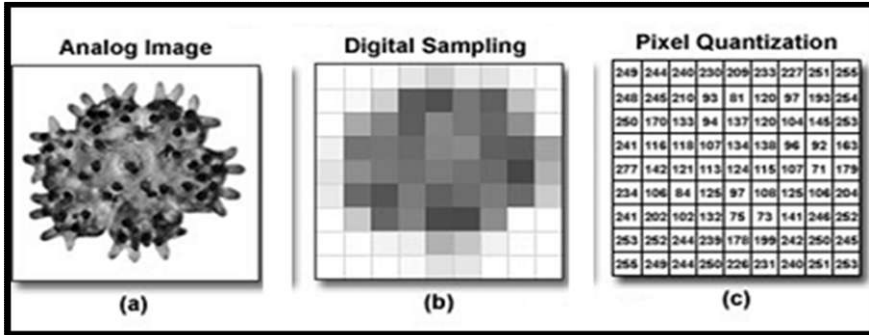 Analog Image
Digital Sampling
Pixel Quantization
249 244 240 230 209 233 227 251 255
248 245 210 93 81 120 97 193 254
250 170 133 94 137 120 104 145 253
241 116 118 107 134 138 96 92 163
277 142 121 113 124 115 107 71 179
234 106 84 125 97 108 125 106 204
241 202 102 132 75 73 141 246 252
253 252 244 239 178 199 242 250 245
255 249 244 250 226 231 240 251 253
(a)
(b)
(c)